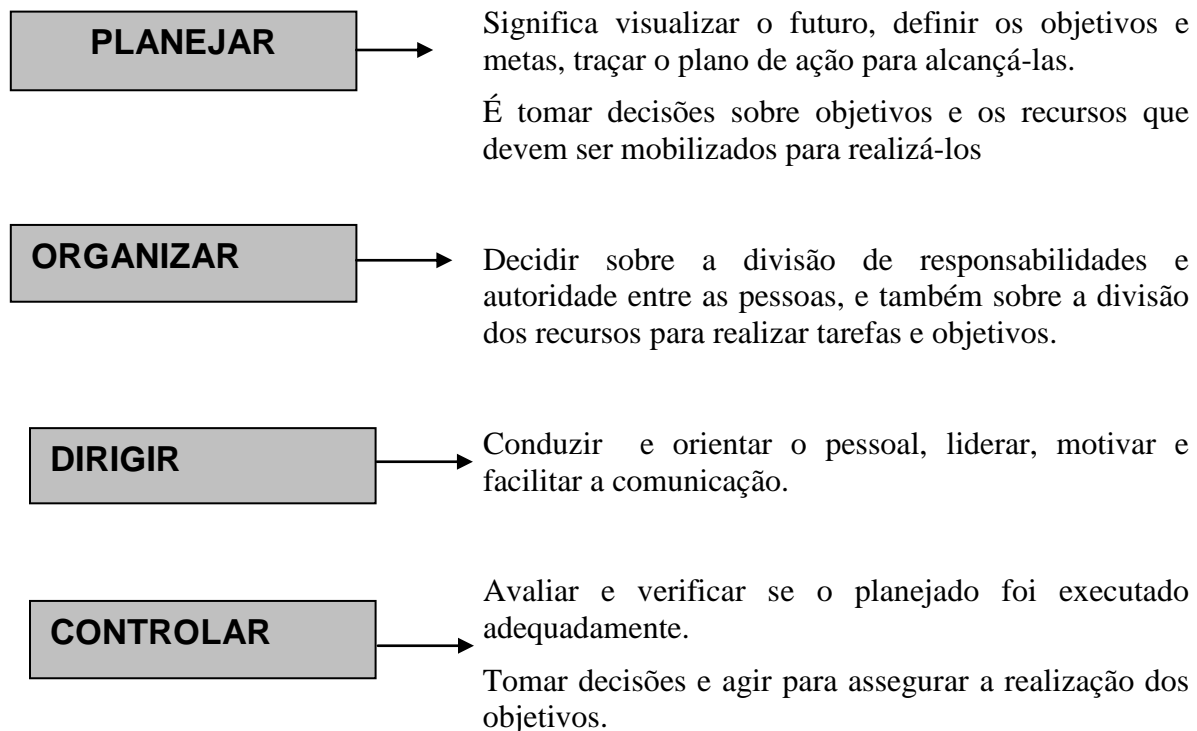 PLANEJAR
Significa visualizar o futuro, definir os objetivos e
metas, traçar o plano de ação para alcançá-las.
É tomar decisões sobre objetivos e os recursos que
devem ser mobilizados para realizá-los
ORGANIZAR
Decidir sobre a divisão de responsabilidades e
autoridade entre as pessoas, e também sobre a divisão
dos recursos para realizar tarefas e objetivos.
DIRIGIR
Conduzir e orientar o pessoal, liderar, motivar e
facilitar a comunicação.
CONTROLAR
Avaliar e verificar se o planejado foi executado
adequadamente.
Tomar decisões e agir para assegurar a realização dos
objetivos.